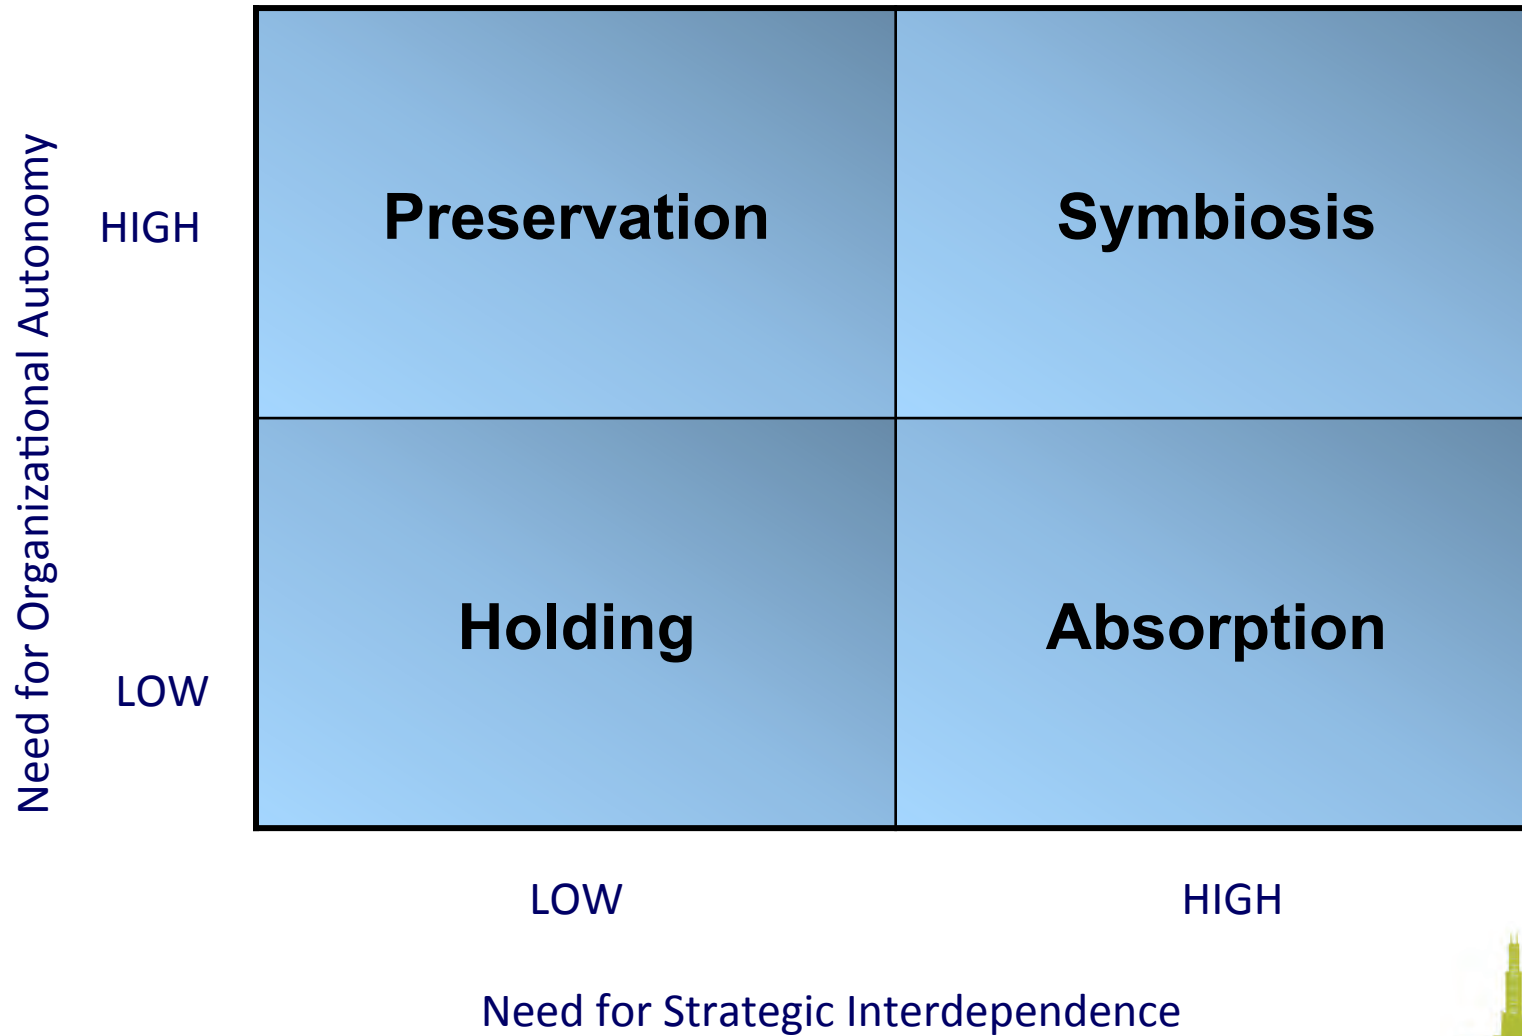 Need for Organizational Autonomy
HIGH
Preservation
Symbiosis
LOW
Holding
Absorption
LOW
HIGH
Need for Strategic Interdependence